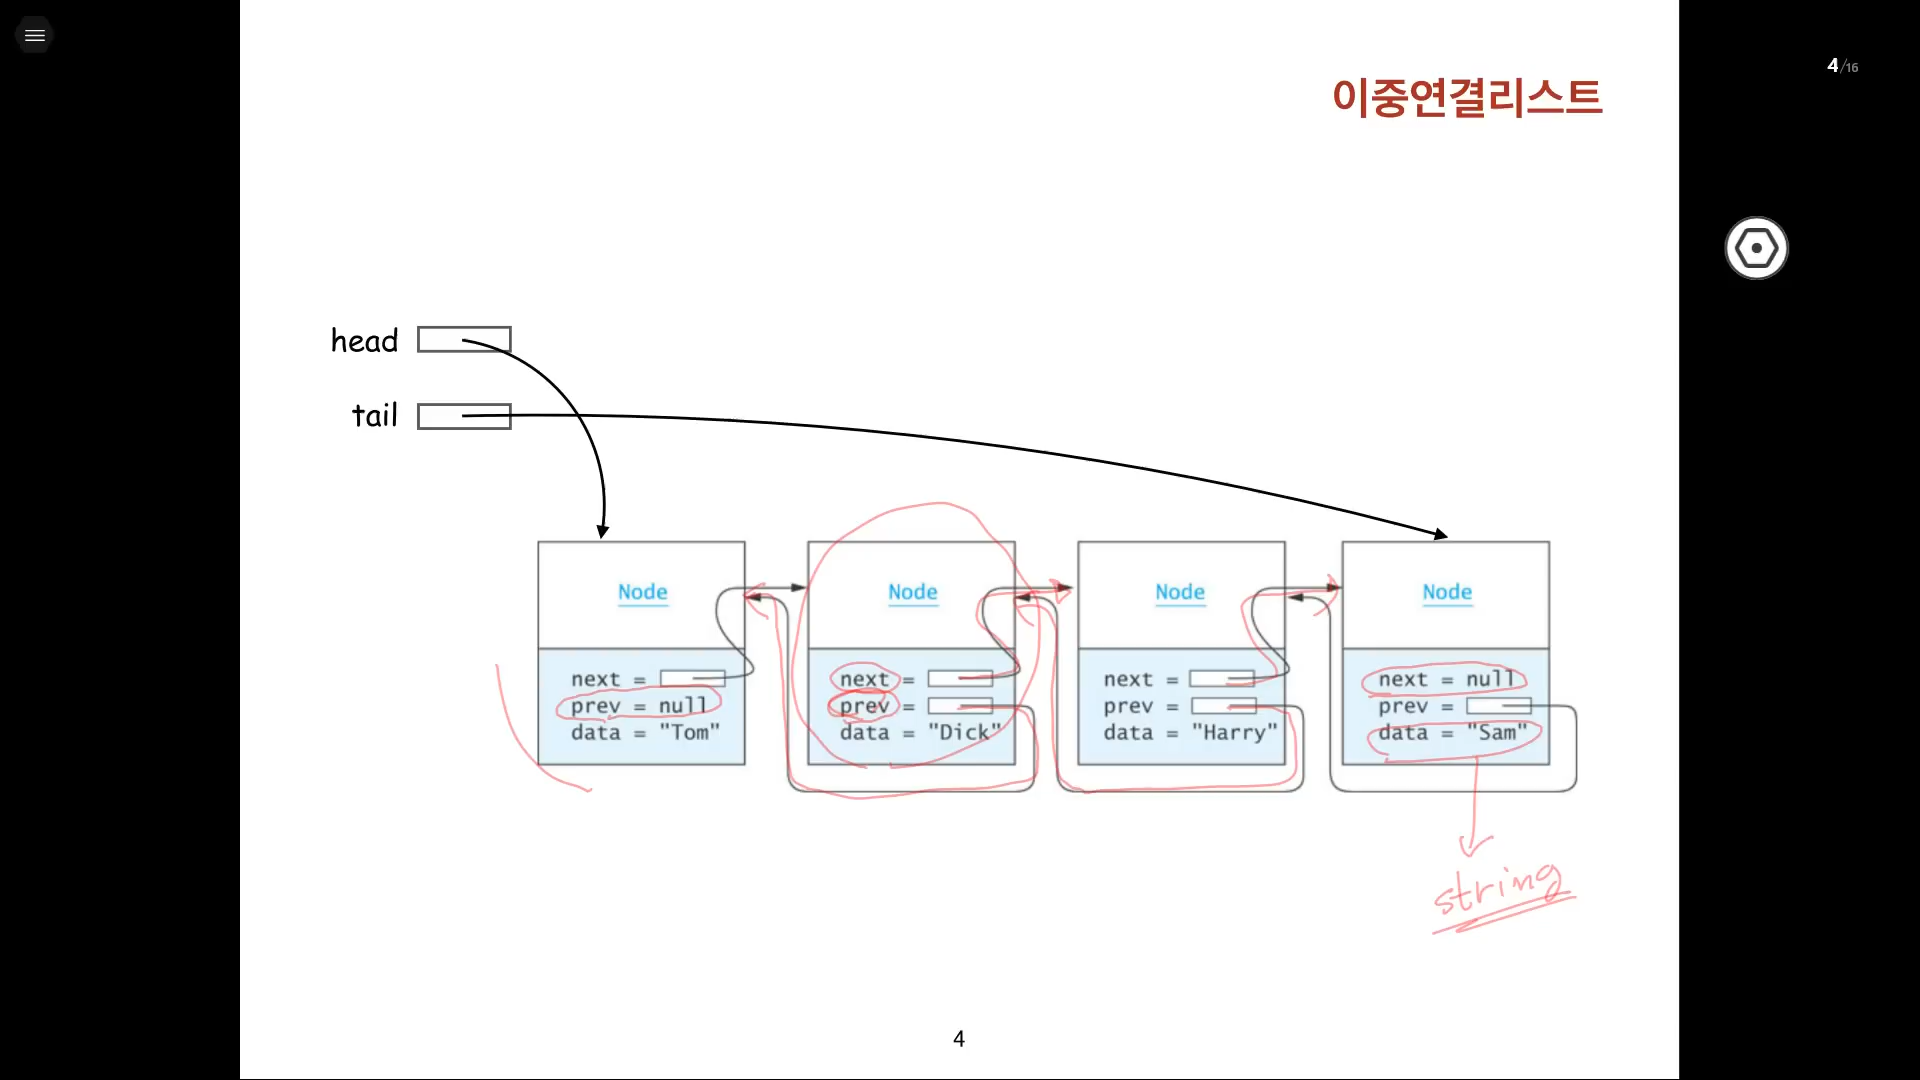 4/16
이중연결리스트
head
tail
Node
next =
prev = null
data = "Tom"
Node
next =
prev =
data = "Dick"
Node
next =
prev =
data = "Harry"
Node
next = null
prev =
data = "Sam"
string
4